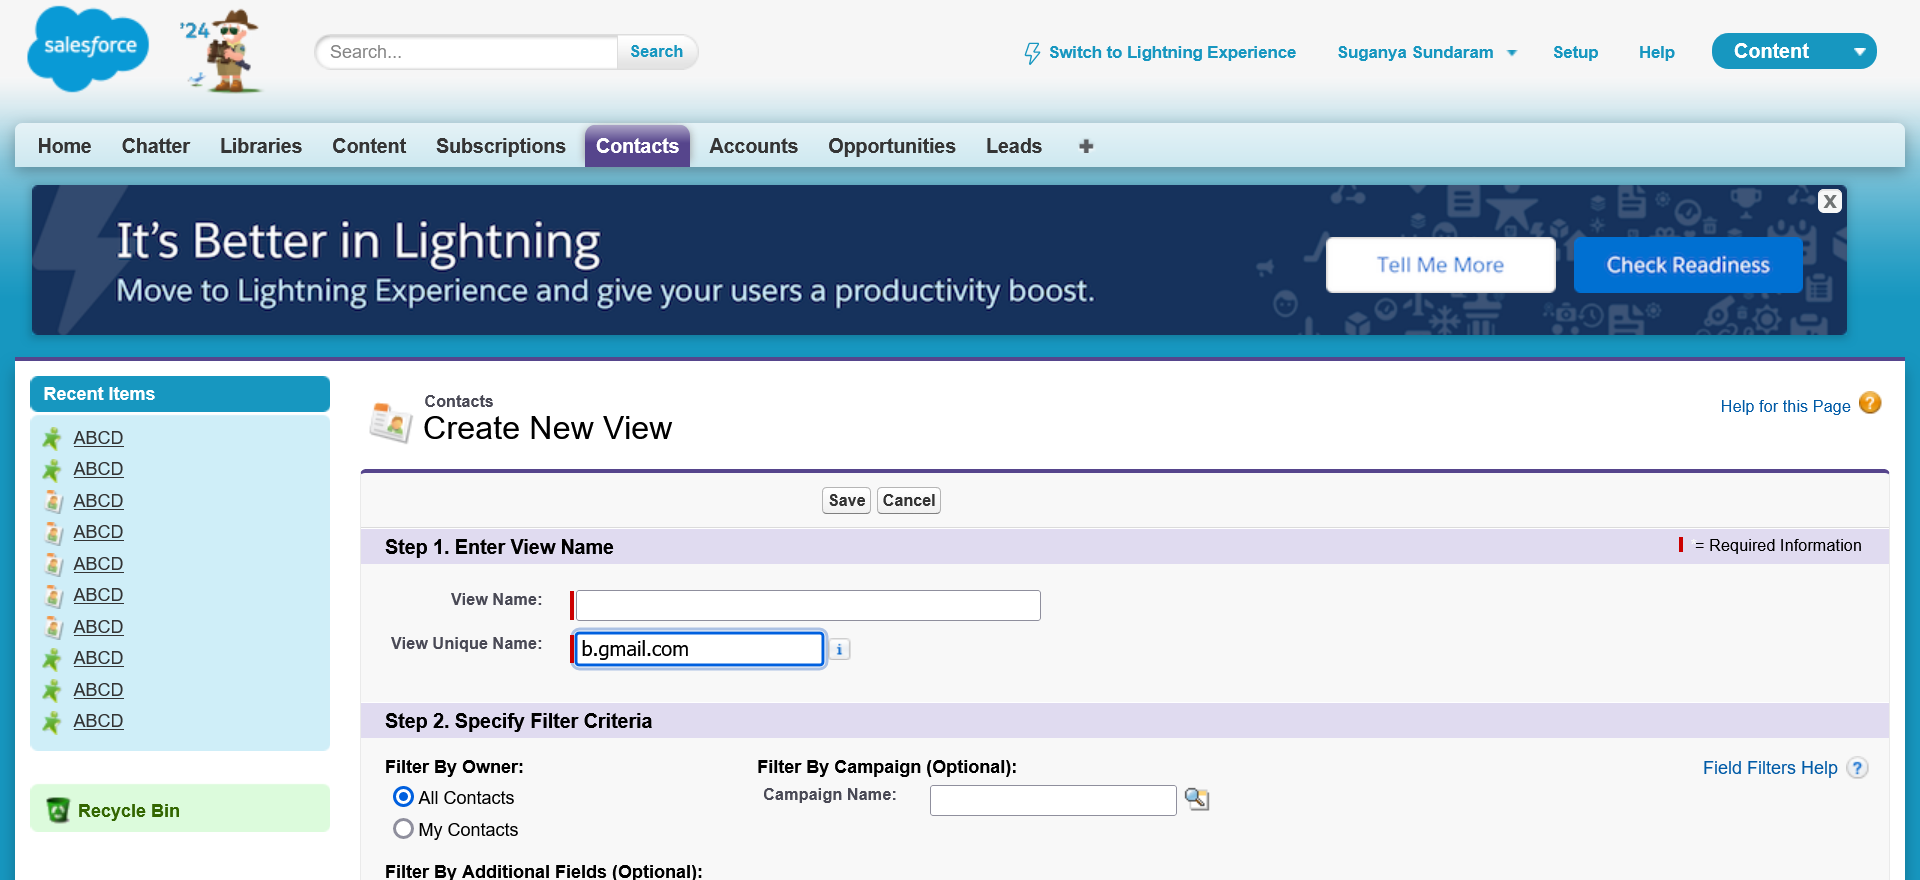 salesforce
'24
Search...
Search
Switch to Lightning Experience
Suganya Sundaram
Setup
Help
Content
Home
Chatter
Libraries
Content
Subscriptions
Contacts
Accounts
Opportunities
Leads
+
It's Better in Lightning
Move to Lightning Experience and give your users a productivity boost.
Tell Me More
Check Readiness
X
Recent Items
ABCD
ABCD
ABCD
ABCD
ABCD
ABCD
ABCD
ABCD
ABCD
ABCD
Recycle Bin
Contacts
Create New View
Help for this Page ?
Save
Cancel
Step 1. Enter View Name
= Required Information
View Name:
View Unique Name:
b.gmail.com
i
Step 2. Specify Filter Criteria
Filter By Owner:
All Contacts
My Contacts
Filter By Campaign (Optional):
Campaign Name:
Field Filters Help ?
Filter By Additional Fields (Optional):